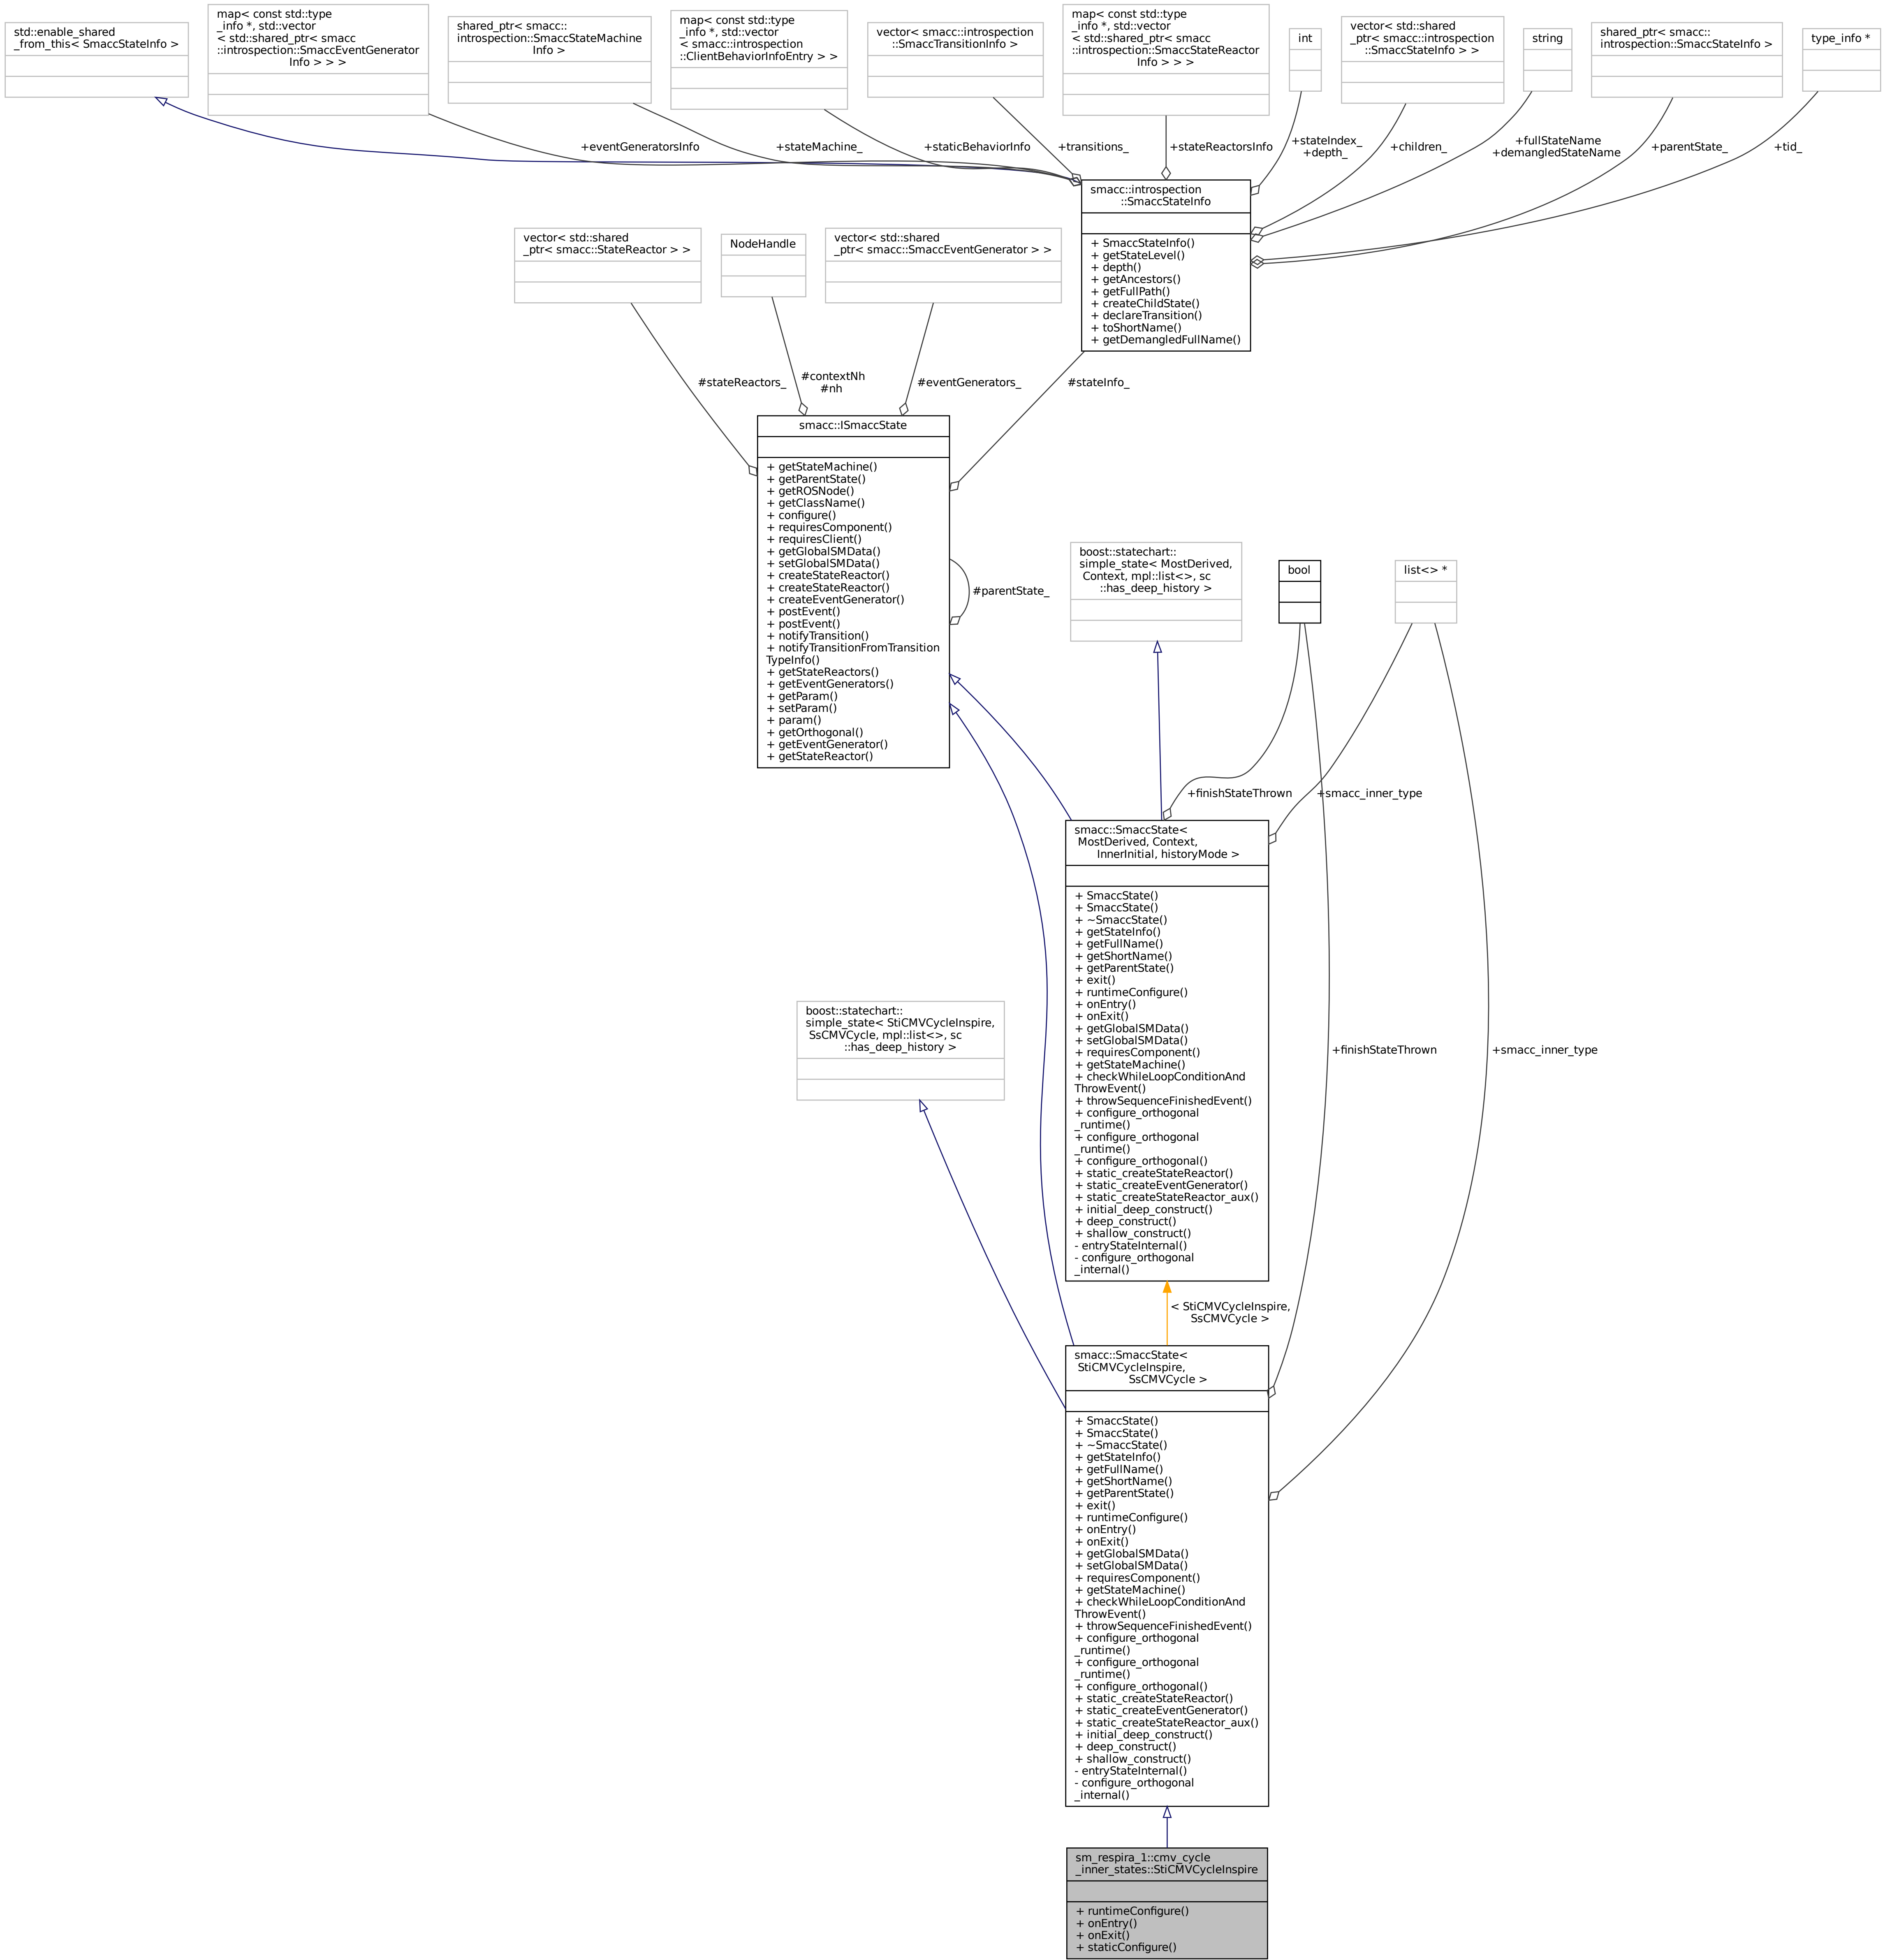 std::enable_shared
_from_this< SmaccStateInfo >
map< const std::type
_info *, std::vector
< std::shared_ptr< smacc
::introspection::SmaccEventGenerator
Info > > >
shared_ptr< smacc::
introspection::SmaccStateMachine
Info >
map< const std::type
_info *, std::vector
< smacc::introspection
::ClientBehaviorInfoEntry > >
vector< smacc::introspection
::SmaccTransitionInfo >
map< const std::type
_info *, std::vector
< std::shared_ptr< smacc
::introspection::SmaccStateReactor
Info > > >
int
vector< std::shared
_ptr< smacc::introspection
::SmaccStateInfo > >
string
shared_ptr< smacc::
introspection::SmaccStateInfo >
type_info *
+eventGeneratorsInfo
+stateMachine_
+staticBehaviorInfo
+transitions_
+stateReactorsInfo
+stateIndex_
+depth_
+children_
+fullStateName
+demangledStateName
+parentState_
+tid_
smacc::introspection
::SmaccStateInfo
+ SmaccStateInfo()
+ getStateLevel()
+ depth()
+ getAncestors()
+ getFullPath()
+ createChildState()
+ declareTransition()
+ toShortName()
+ getDemangledFullName()
vector< std::shared
_ptr< smacc::StateReactor > >
NodeHandle
vector< std::shared
_ptr< smacc::SmaccEventGenerator > >
#stateReactors_
#contextNh
#nh
#eventGenerators_
#stateInfo_
smacc::ISmaccState
+ getStateMachine()
+ getParentState()
+ getROSNode()
+ getClassName()
+ configure()
+ requiresComponent()
+ requiresClient()
+ getGlobalSMData()
+ setGlobalSMData()
+ createStateReactor()
+ createStateReactor()
+ createEventGenerator()
+ postEvent()
+ postEvent()
+ notifyTransition()
+ notifyTransitionFromTransition
TypeInfo()
+ getStateReactors()
+ getEventGenerators()
+ getParam()
+ setParam()
+ param()
+ getOrthogonal()
+ getEventGenerator()
+ getStateReactor()
#parentState_
boost::statechart::
simple_state< MostDerived,
Context, mpl::list<>, sc
::has_deep_history >
bool
list<> *
+finishStateThrown
+smacc_inner_type
smacc::SmaccState<
MostDerived, Context,
InnerInitial, historyMode >
+ SmaccState()
+ SmaccState()
+ ~SmaccState()
+ getStateInfo()
+ getFullName()
+ getShortName()
+ getParentState()
+ exit()
+ runtimeConfigure()
+ onEntry()
+ onExit()
+ getGlobalSMData()
+ setGlobalSMData()
+ requiresComponent()
+ getStateMachine()
+ checkWhileLoopConditionAnd
ThrowEvent()
+ throwSequenceFinishedEvent()
+ configure_orthogonal
_runtime()
+ configure_orthogonal
_runtime()
+ configure_orthogonal()
+ static_createStateReactor()
+ static_createEventGenerator()
+ static_createStateReactor_aux()
+ initial_deep_construct()
+ deep_construct()
+ shallow_construct()
- entryStateInternal()
- configure_orthogonal
_internal()
boost::statechart::
simple_state< StiCMVCycleInspire,
SsCMVCycle, mpl::list<>, sc
::has_deep_history >
+finishStateThrown
+smacc_inner_type
< StiCMVCycleInspire,
SsCMVCycle >
smacc::SmaccState<
StiCMVCycleInspire,
SsCMVCycle >
+ SmaccState()
+ SmaccState()
+ ~SmaccState()
+ getStateInfo()
+ getFullName()
+ getShortName()
+ getParentState()
+ exit()
+ runtimeConfigure()
+ onEntry()
+ onExit()
+ getGlobalSMData()
+ setGlobalSMData()
+ requiresComponent()
+ getStateMachine()
+ checkWhileLoopConditionAnd
ThrowEvent()
+ throwSequenceFinishedEvent()
+ configure_orthogonal
_runtime()
+ configure_orthogonal
_runtime()
+ configure_orthogonal()
+ static_createStateReactor()
+ static_createEventGenerator()
+ static_createStateReactor_aux()
+ initial_deep_construct()
+ deep_construct()
+ shallow_construct()
- entryStateInternal()
- configure_orthogonal
_internal()
sm_respira_1::cmv_cycle
_inner_states::StiCMVCycleInspire
+ runtimeConfigure()
+ onEntry()
+ onExit()
+ staticConfigure()